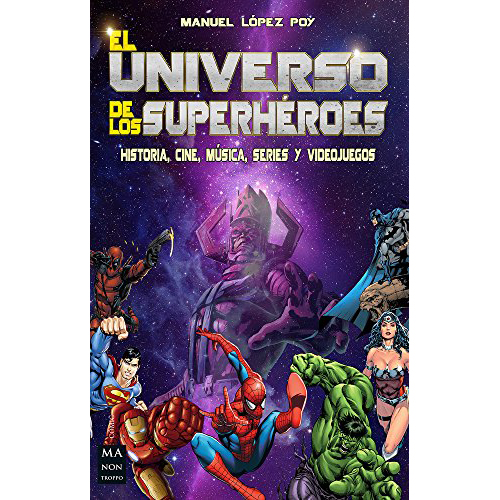 MANUEL LÓPEZ POY
EL
UNIVERSO
DE
LOS SUPERHÉROES
HISTORIA, CINE, MÚSICA, SERIES Y VIDEOJUEGOS
MA
NON
TROPPO